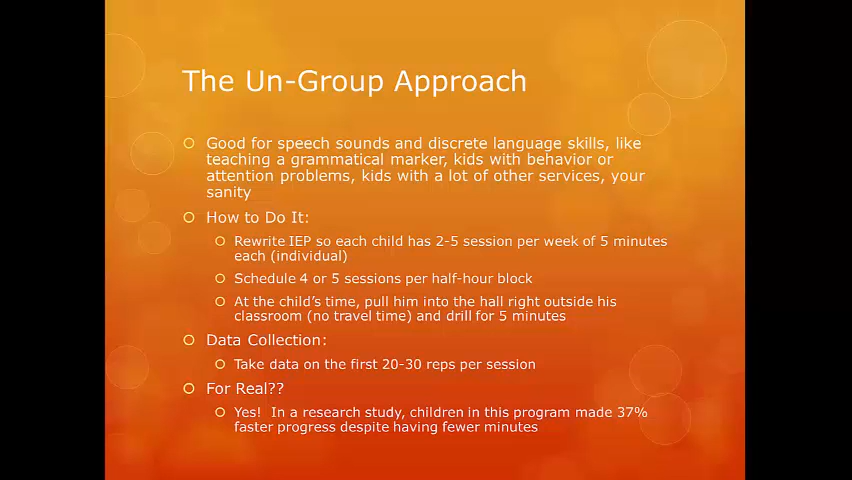 The Un-Group Approach
Good for speech sounds and discrete language skills, like
teaching a grammatical marker, kids with behavior or
attention problems, kids with a lot of other services, your
sanity
How to Do It:
Rewrite IEP so each child has 2-5 session per week of 5 minutes
each (individual)
Schedule 4 or 5 sessions per half-hour block
At the child's time, pull him into the hall right outside his
classroom (no travel time) and drill for 5 minutes
Data Collection:
Take data on the first 20-30 reps per session
For Real??
Yes!  In a research study, children in this program made 37%
faster progress despite having fewer minutes